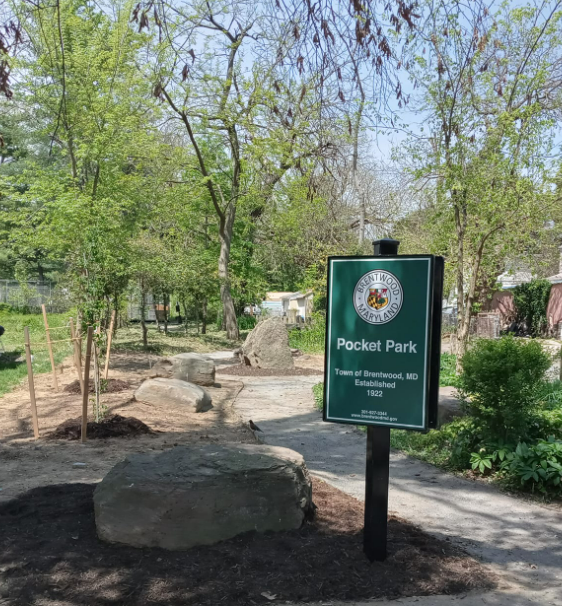 BRENTWOOD
MARYLAND
Pocket Park
Town of Brentwood, MD
Established
1922